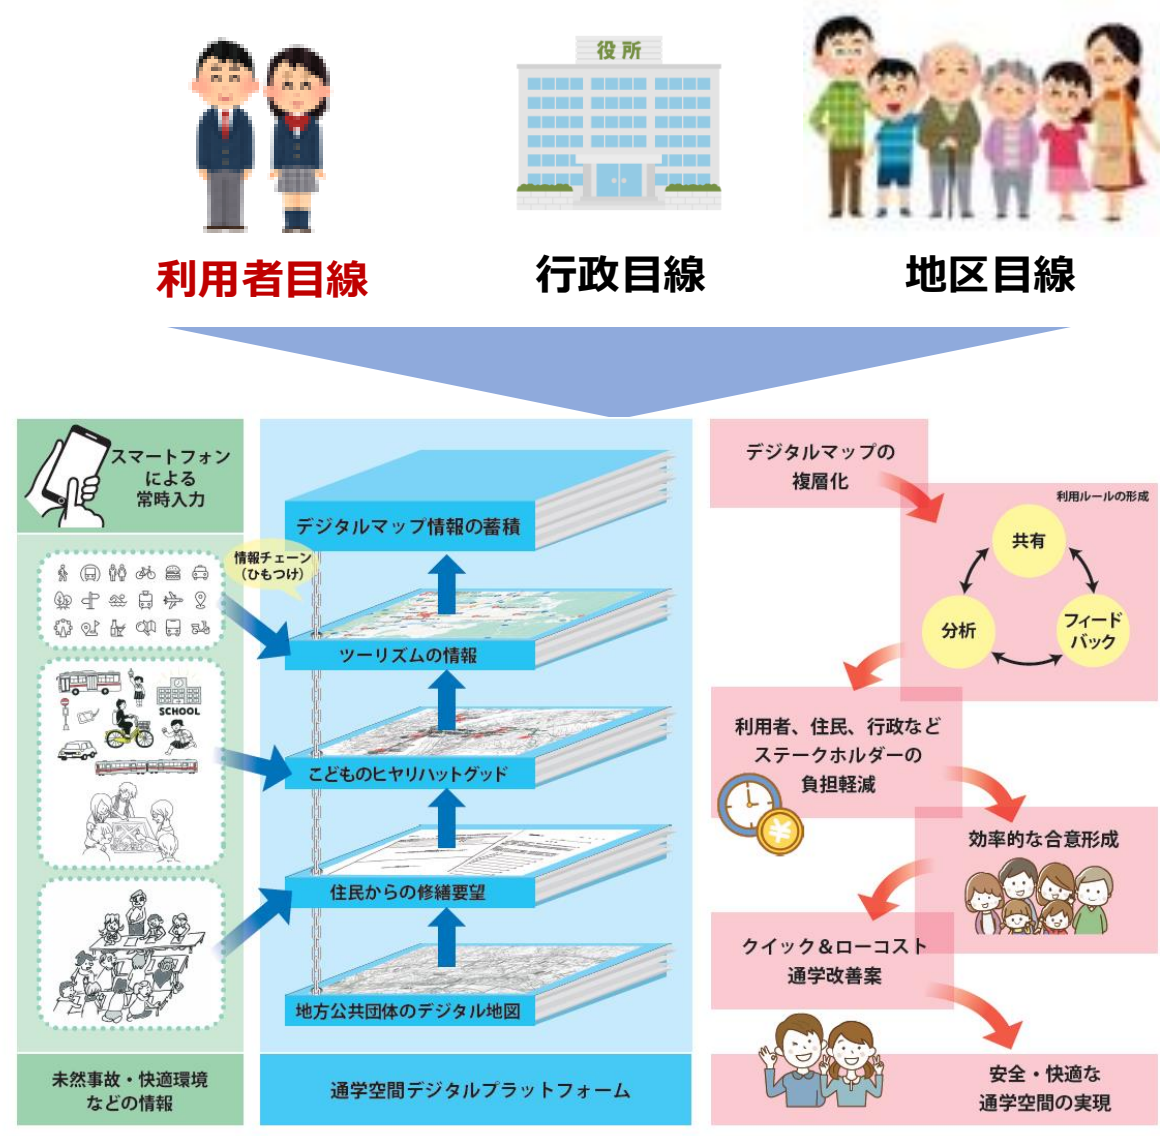 役所
利用者目線
行政目線
地区目線
スマートフォン
による
常時入力
SCHOOL
未然事故・快適環境
などの情報
デジタルマップ情報の蓄積
情報チェーン
（ひもつけ）
ツーリズムの情報
こどものヒヤリハットグッド
住民からの修繕要望
地方公共団体のデジタル地図
通学空間デジタルプラットフォーム
デジタルマップの
複層化
利用ルールの形成
共有
分析
フィード
バック
利用者、住民、行政など
ステークホルダーの
負担軽減
¥
効率的な合意形成
クイック＆ローコスト
通学改善案
安全・快適な
通学空間の実現